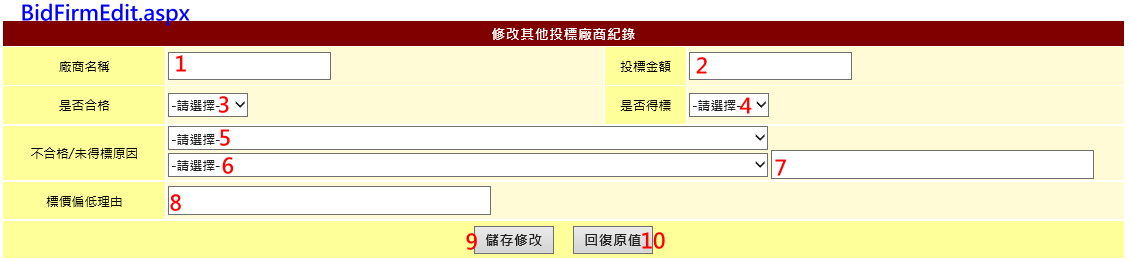 BidFirmEdit.aspx
修改其他投標廠商紀錄
廠商名稱 1 投標金額 2
是否合格 -請選擇- 3 是否得標 -請選擇- 4
不合格/未得標原因 -請選擇- 5
-請選擇- 6 7
標價偏低理由 8
9 儲存修改 回復原值 10